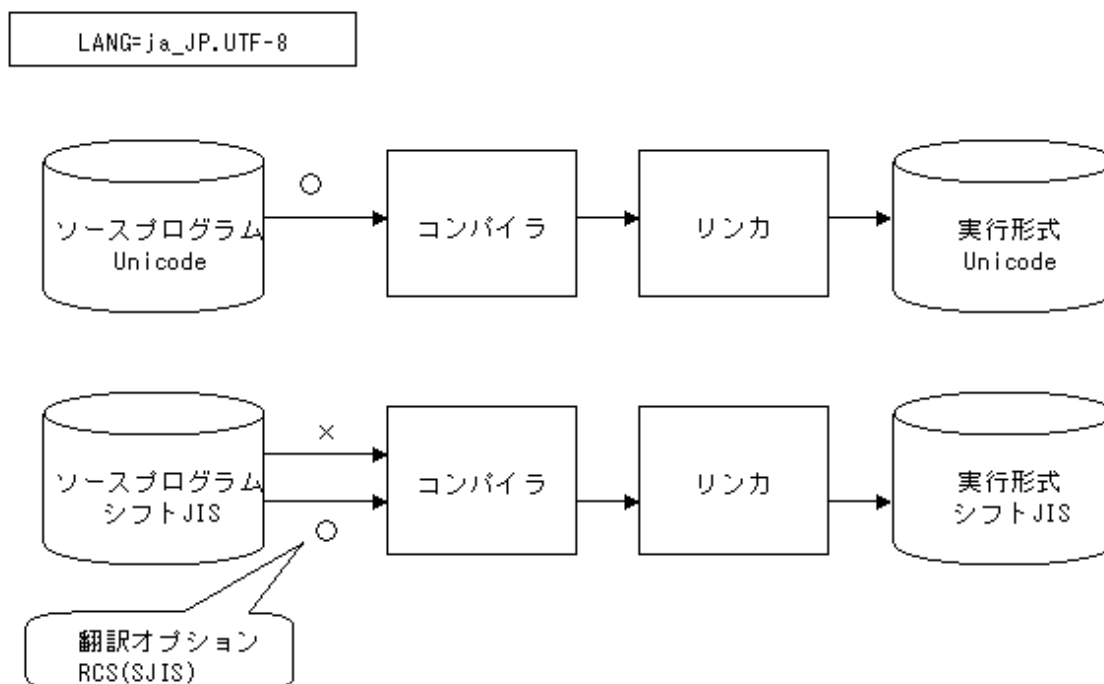 LANG=ja_JP.UTF-8
○
ソースプログラム
Unicode
コンパイラ
リンカ
実行形式
Unicode
×
ソースプログラム
シフトJIS
○
コンパイラ
リンカ
実行形式
シフトJIS
翻訳オプション
RCS(SJIS)